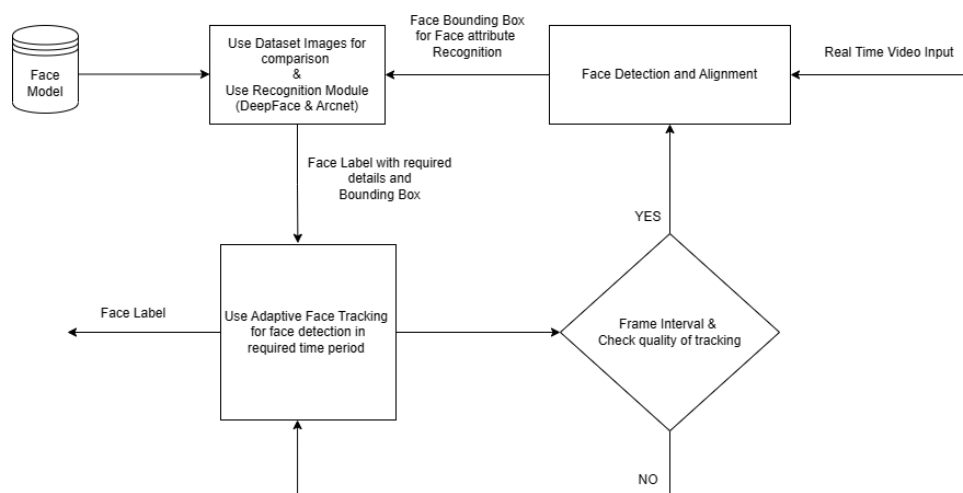 Face
Model
Use Dataset Images for
comparison
&
Use Recognition Module
(DeepFace & Arcnet)
Face Bounding Box
for Face attribute
Recognition
Face Detection and Alignment
Real Time Video Input
Face Label with required
details and
Bounding Box
YES
Face Label
Use Adaptive Face Tracking
for face detection in
required time period
Frame Interval &
Check quality of tracking
NO